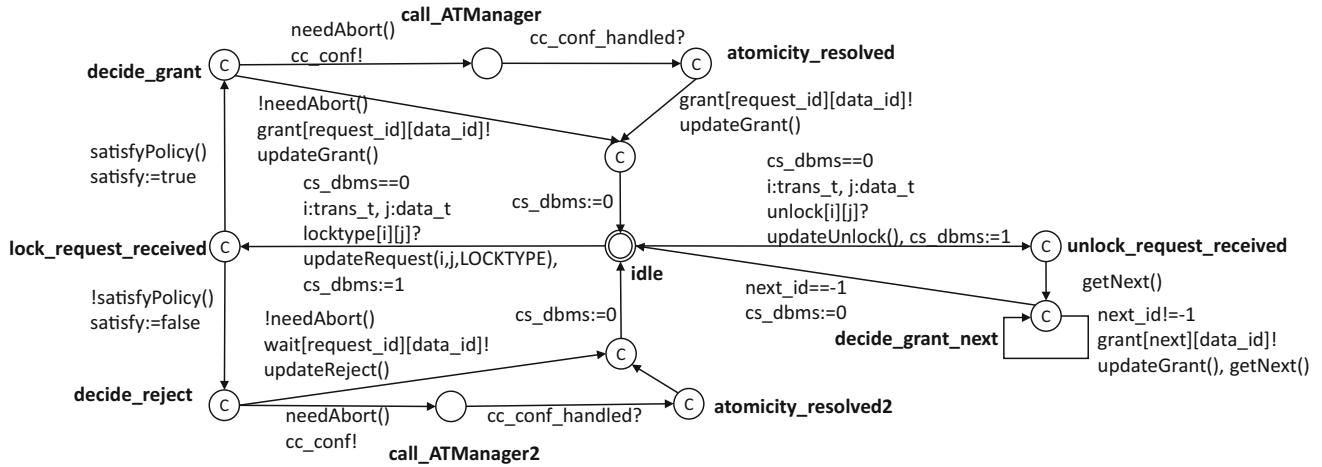 call_ATManager
needAbort()
cc_conf!
cc_conf_handled?
C
decide_grant
C
atomicity_resolved
!needAbort()
grant[request_id][data_id]!
updateGrant()
grant[request_id][data_id]!
updateGrant()
satisfyPolicy()
satisfy:=true
C
cs_dbms==0
i:trans_t, j:data_t
locktype[i][j]?
updateRequest(i,j,LOCKTYPE),
cs_dbms:=1
cs_dbms:=0
cs_dbms==0
i:trans_t, j:data_t
unlock[i][j]?
updateUnlock(), cs_dbms:=1
lock_request_received
C
idle
C
unlock_request_received
getNext()
!satisfyPolicy()
satisfy:=false
!needAbort()
wait[request_id][data_id]!
updateReject()
cs_dbms:=0
next_id==-1
cs_dbms:=0
decide_grant_next
C
next_id!=-1
grant[next][data_id]!
updateGrant(), getNext()
C
decide_reject
C
needAbort()
cc_conf!
cc_conf_handled?
C
atomicity_resolved2
call_ATManager2